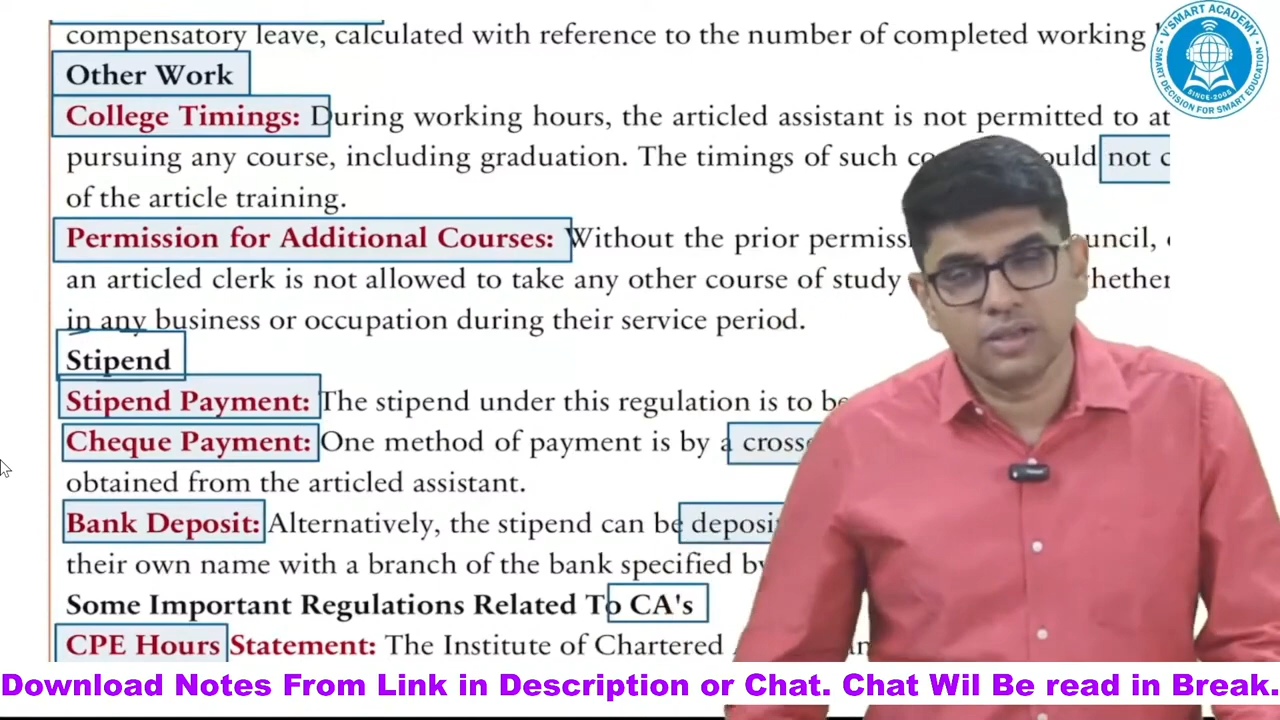 compensatory leave, calculated with reference to the number of completed working
Other Work
College Timings: During working hours, the articled assistant is not permitted to at
pursuing any course, including graduation. The timings of such co ould not c
of the article training.
Permission for Additional Courses: Without the prior permiss uncil,
an articled clerk is not allowed to take any other course of study hether
in any business or occupation during their service period.
Stipend
Stipend Payment: The stipend under this regulation is to be
Cheque Payment: One method of payment is by a crosse
obtained from the articled assistant.
Bank Deposit: Alternatively, the stipend can be deposi
their own name with a branch of the bank specified by
Some Important Regulations Related To CA's
CPE Hours Statement: The Institute of Chartered
V'SMART ACADEMY
SMART DECISION FOR SMART EDUCATION
SINCE-2005
Download Notes From Link in Description or Chat. Chat Wil Be read in Break.